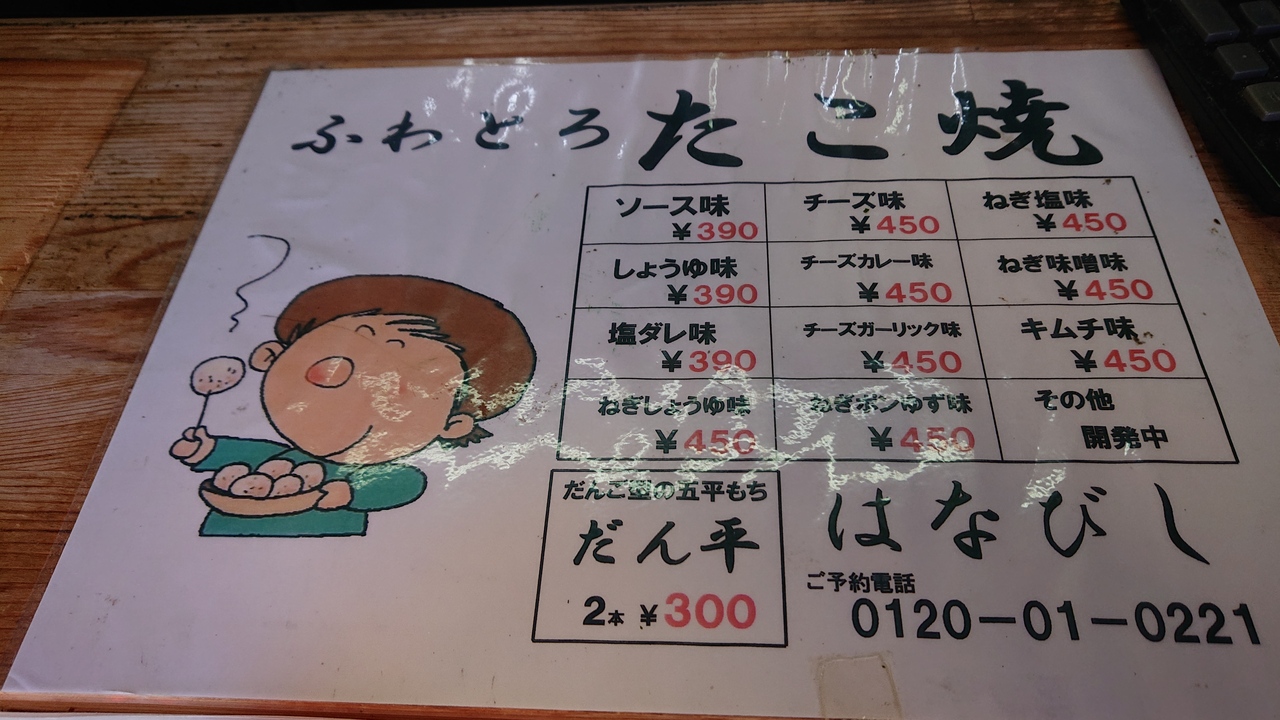 ふわとろたこ焼
ソース味 チーズ味 ねぎ塩味
¥390 ¥450 ¥450
しょうゆ味 チーズカレー味 ねぎ味噌味
¥390 ¥450 ¥450
塩ダレ味 チーズガーリック味 キムチ味
¥390 ¥450 ¥450
ねぎしょうゆ味 ねぎポンゆず味 その他
¥450 ¥450 開発中
だんご型の五平もち
だん平
2本 ¥300
はなびし
ご予約電話
0120-01-0221